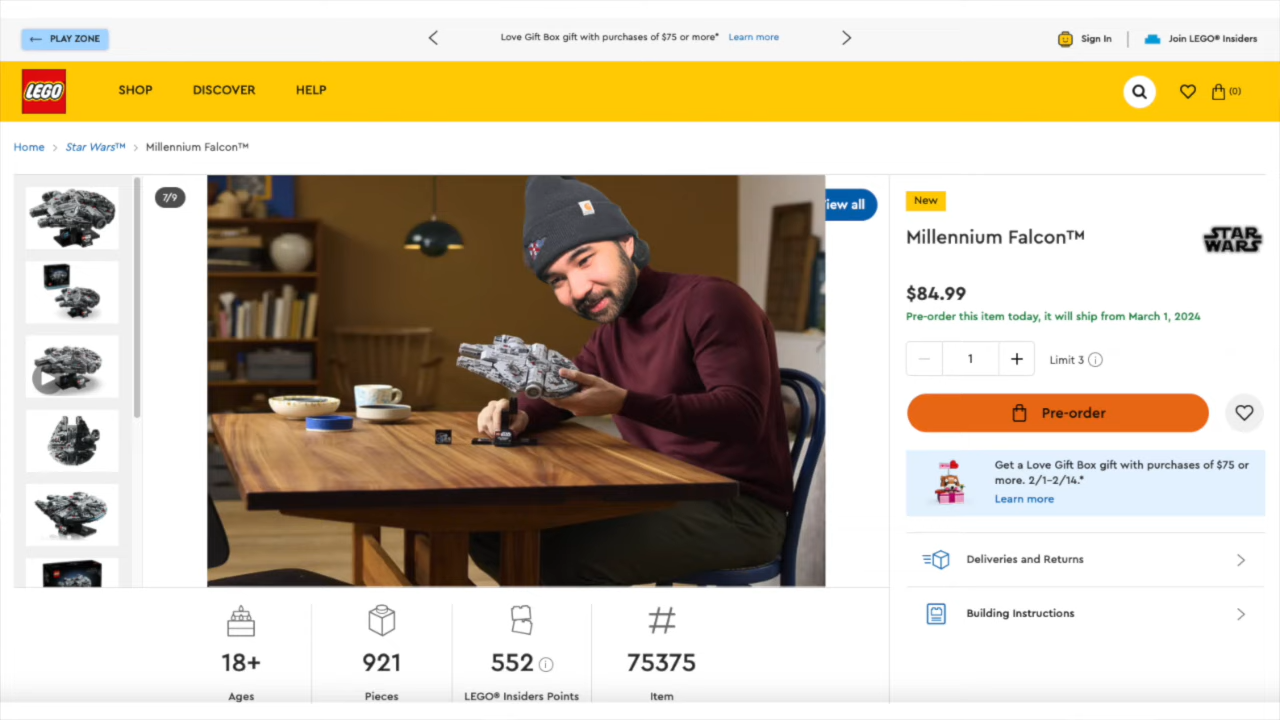 PLAY ZONE
Love Gift Box gift with purchases of $75 or more* Learn more
Sign In
Join LEGO® Insiders
LEGO
SHOP
DISCOVER
HELP
(0)
Home > Star Wars™ > Millennium Falcon™
7/9
iew all
New
Millennium Falcon™
STAR
WARS
$84.99
Pre-order this item today, it will ship from March 1, 2024
1
Limit 3
Pre-order
Get a Love Gift Box gift with purchases of $75 or
more. 2/1-2/14.*
Learn more
Deliveries and Returns
Building Instructions
18+
Ages
921
Pieces
552
LEGO® Insiders Points
75375
Item